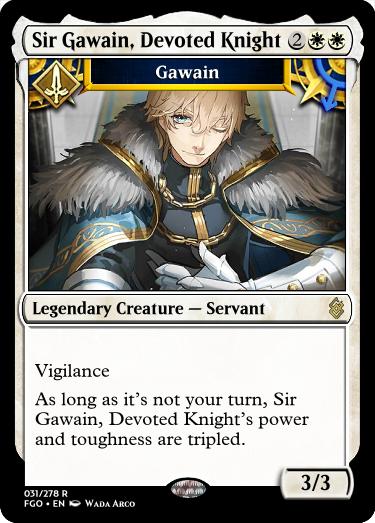 Sir Gawain, Devoted Knight 2
Gawain
Legendary Creature — Servant
Vigilance
As long as it's not your turn, Sir
Gawain, Devoted Knight's power
and toughness are tripled.
3/3
031/278 R
FGO • EN Wada Arco